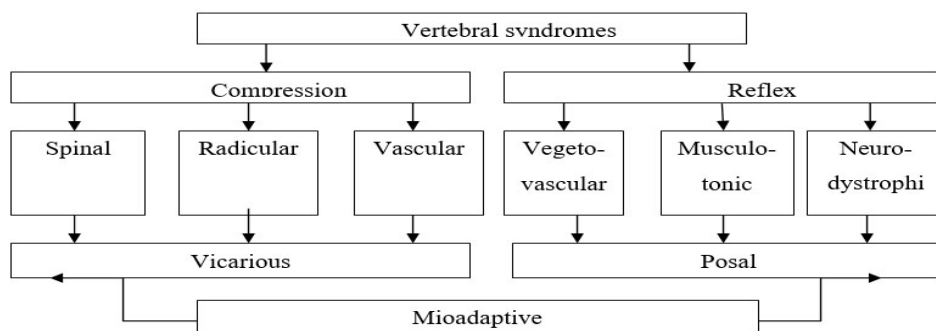 Vertebral syndromes
Compression
Reflex
Spinal
Radicular
Vascular
Vegeto-
vascular
Musculo-
tonic
Neuro-
dystrophi
Vicarious
Posal
Mioadaptive